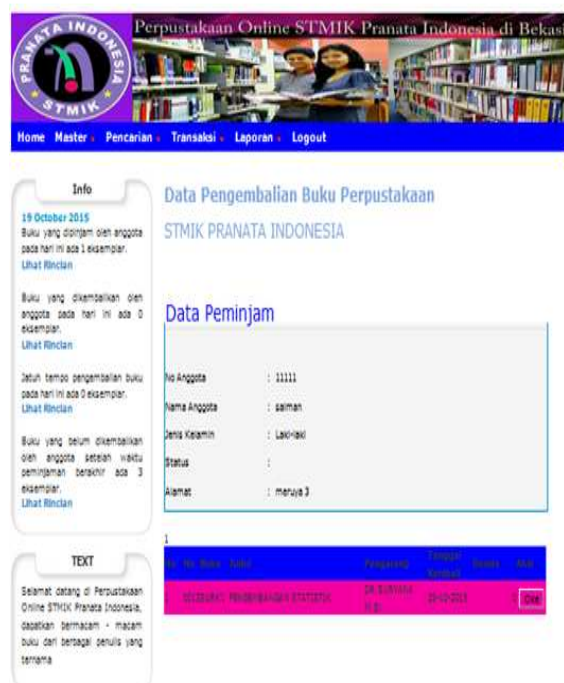 Perpustakaan Online STMIK Pranata Indonesia di Bekasi
PRANATA INDONESIA
STMIK
Home Master Pencarian Transaksi Laporan Logout
Info
19 October 2015
Buku yang dipinjam oleh anggota
pada hari ini ada 1 eksemplar.
Lihat Rincian
Buku yang dikembalikan oleh
anggota pada hari ini ada 0
eksemplar.
Lihat Rincian
Jatuh tempo pengembalian buku
pada hari ini ada 0 eksemplar.
Lihat Rincian
Buku yang belum dikembalikan
oleh anggota setelah waktu
peminjaman berakhir ada 3
eksemplar.
Lihat Rincian
TEXT
Selamat datang di Perpustakaan
Online STMIK Pranata Indonesia,
dapatkan bermacam - macam
buku dari berbagai penulis yang
ternama
Data Pengembalian Buku Perpustakaan
STMIK PRANATA INDONESIA
Data Peminjam
No Anggota : 11111
Nama Anggota : salman
Jenis Kelamin : Laki-laki
Status :
Alamat : meruya 3
1
No No. Buku Judul Pengarang Tanggal Kembali Denda Aksi
PENGEMBANGAN STATISTIK